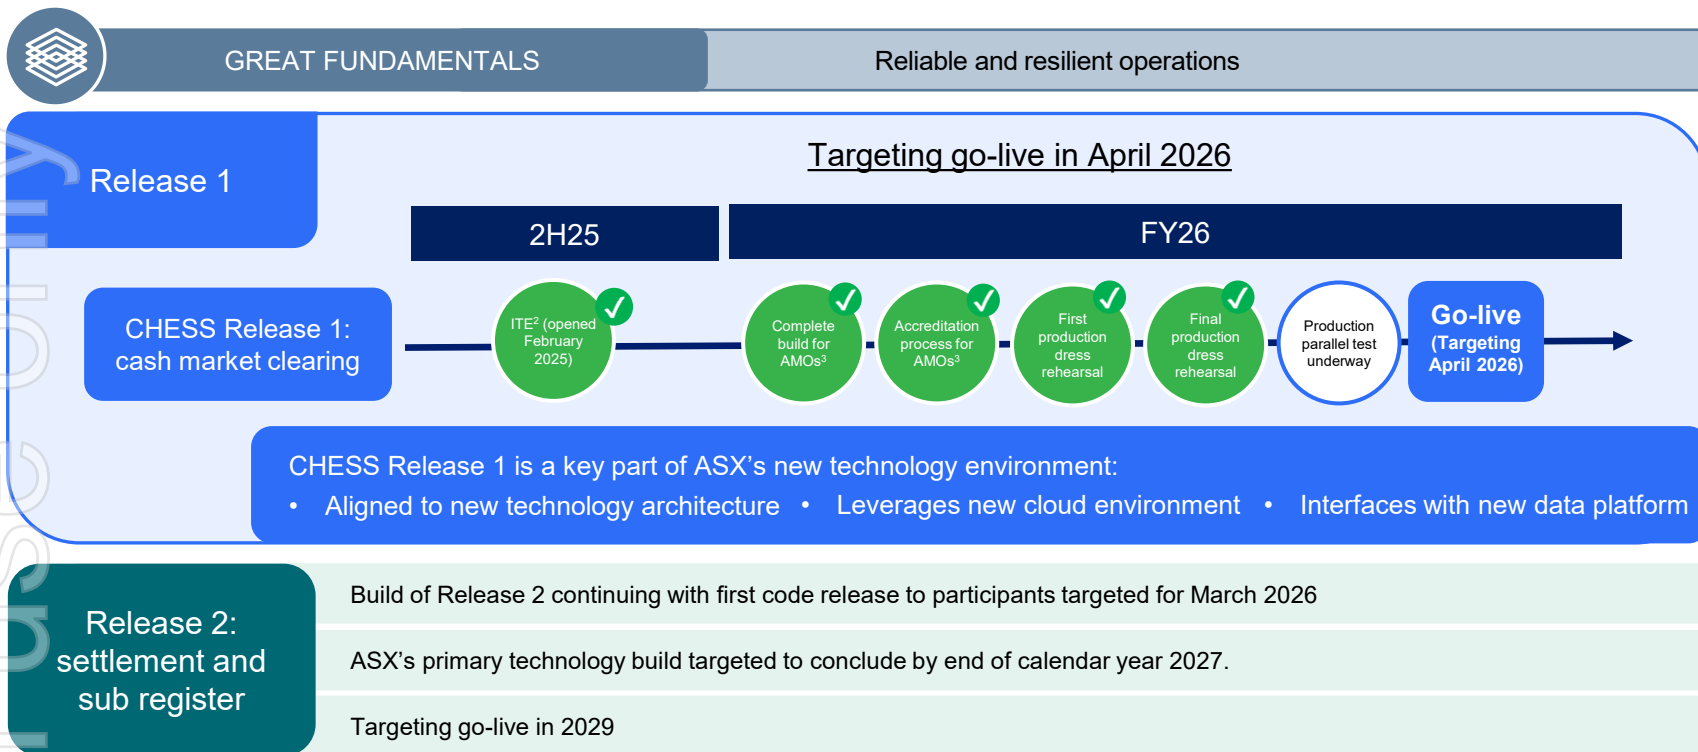 GREAT FUNDAMENTALS
Reliable and resilient operations
Release 1
Targeting go-live in April 2026
2H25
FY26
CHESS Release 1:
cash market clearing
ITE² (opened
February
2025)
Complete
build for
AMOs³
Accreditation
process for
AMOs³
First
production
dress
rehearsal
Final
production
dress
rehearsal
Production
parallel test
underway
Go-live
(Targeting
April 2026)
CHESS Release 1 is a key part of ASX's new technology environment:
• Aligned to new technology architecture • Leverages new cloud environment • Interfaces with new data platform
Release 2:
settlement and
sub register
Build of Release 2 continuing with first code release to participants targeted for March 2026
ASX's primary technology build targeted to conclude by end of calendar year 2027.
Targeting go-live in 2029
use only